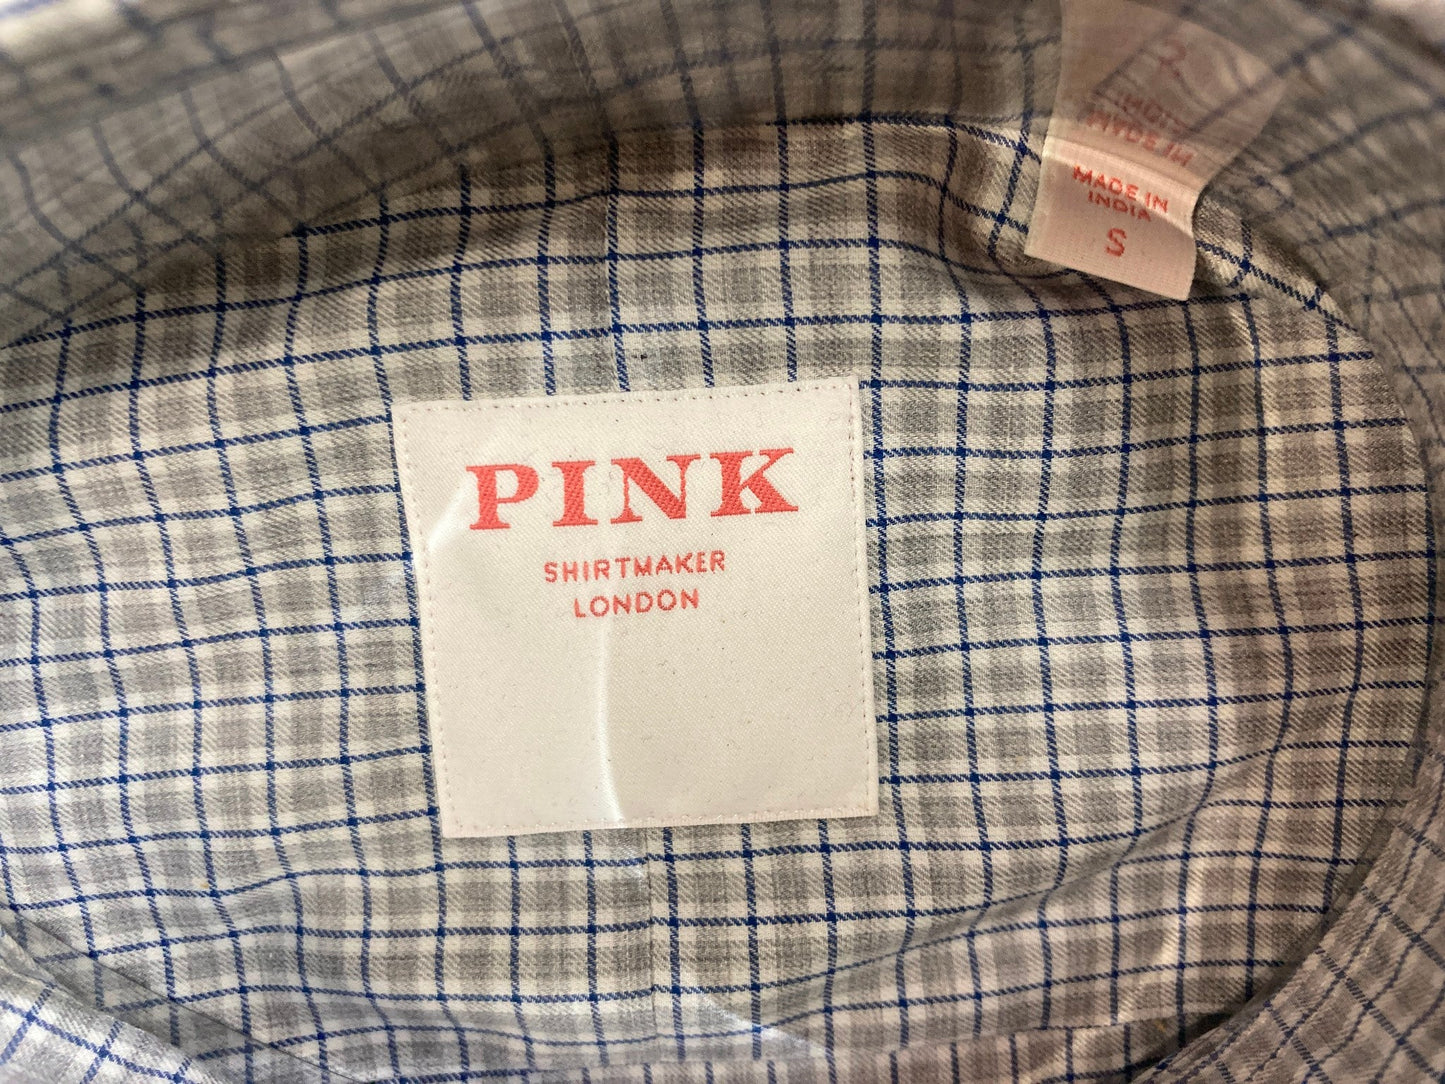 PINK
SHIRTMAKER
LONDON
MADE IN
INDIA
S